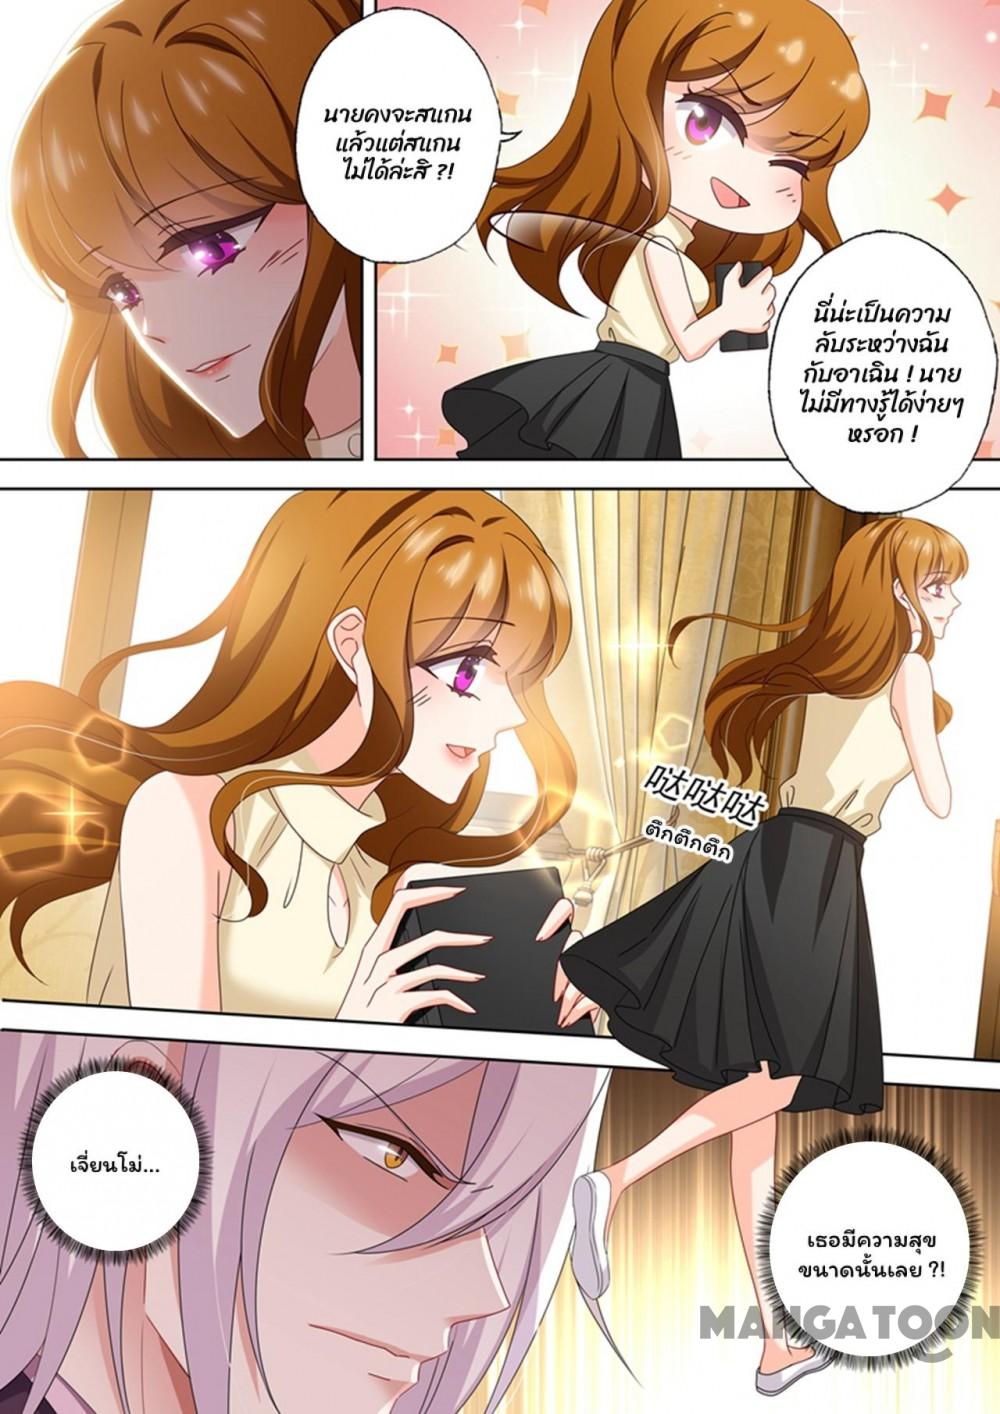 นายคงจะสแกน
แล้วแต่สแกน
ไม่ได้ล่ะสิ ?!
นี่น่ะเป็นความ
ลับระหว่างฉัน
กับอาเฉิน ! นาย
ไม่มีทางรู้ได้ง่ายๆ
หรอก !
哒哒哒
ตึกตึกตึก
เจี่ยนโม่...
เธอมีความสุข
ขนาดนั้นเลย ?!
MANGATOON